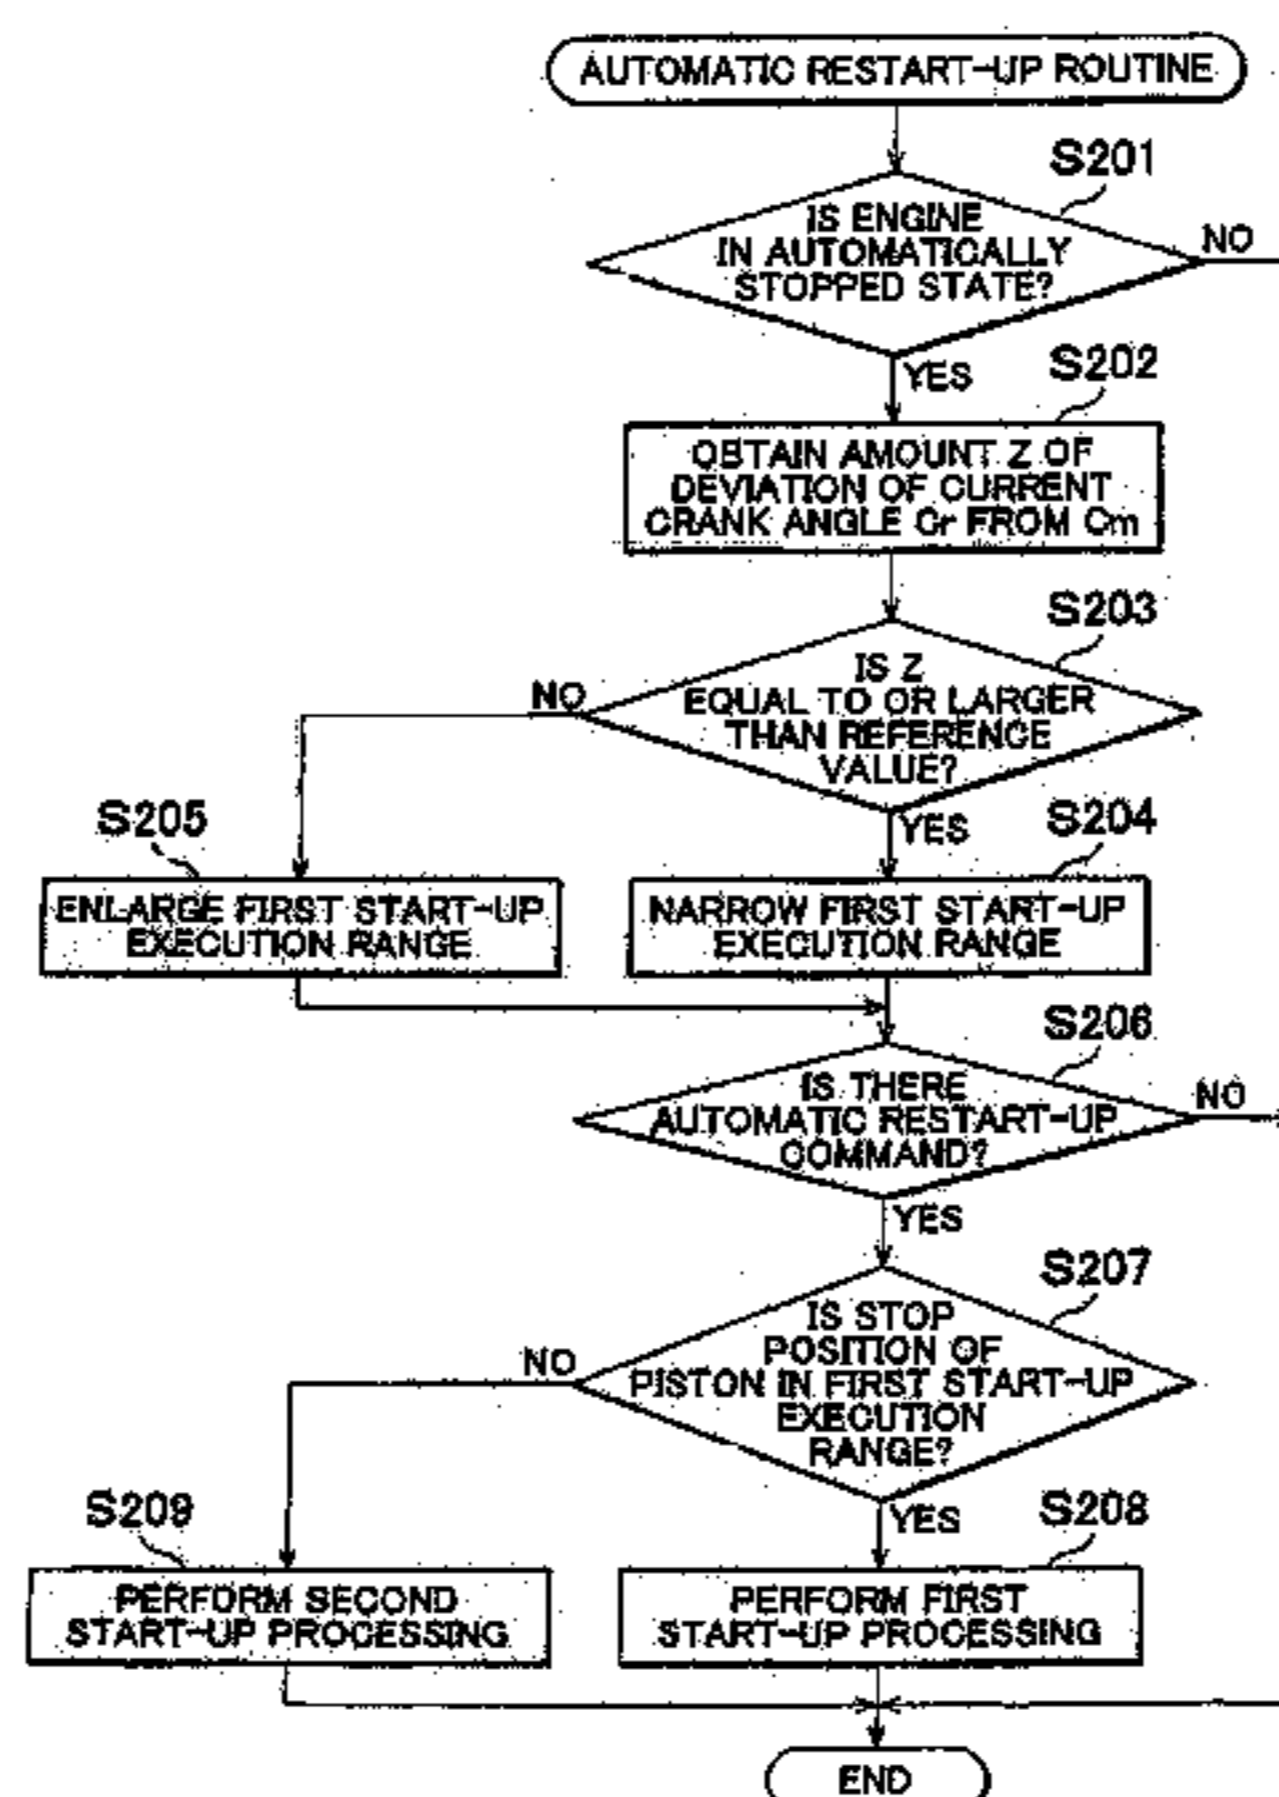 AUTOMATIC RESTART-UP ROUTINE
S201
IS ENGINE
IN AUTOMATICALLY
STOPPED STATE?
NO
YES
S202
OBTAIN AMOUNT Z OF
DEVIATION OF CURRENT
CRANK ANGLE Cr FROM Cm
S203
IS Z
EQUAL TO OR LARGER
THAN REFERENCE
VALUE?
NO
YES
S205
S204
ENLARGE FIRST START-UP
EXECUTION RANGE
NARROW FIRST START-UP
EXECUTION RANGE
S206
IS THERE
AUTOMATIC RESTART-UP
COMMAND?
NO
YES
S207
IS STOP
POSITION OF
PISTON IN FIRST START-UP
EXECUTION
RANGE?
NO
YES
S209
S208
PERFORM SECOND
START-UP PROCESSING
PERFORM FIRST
START-UP PROCESSING
END